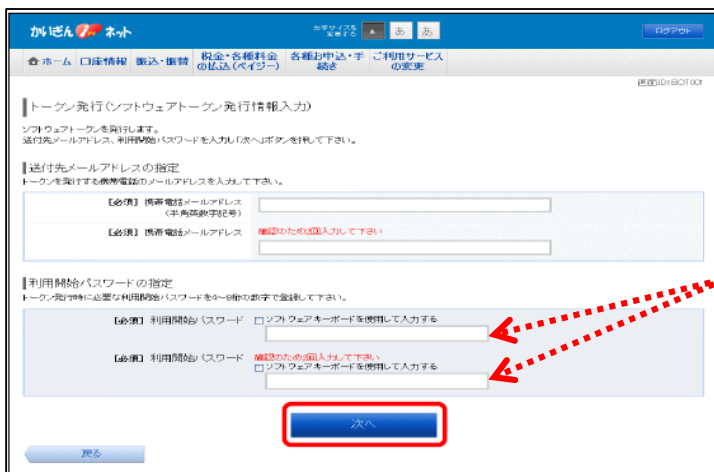 かいぎん ネット
文字サイズを
変更する
▲ あ あ
ログアウト
ホーム 口座情報 振込・振替 税金・各種料金の払込(ペイジー) 各種お申込・手続き ご利用サービスの変更
画面ID:BOT001
トークン発行(ソフトウェアトークン発行情報入力)
ソフトウェアトークンを発行します。
送付先メールアドレス、利用開始パスワードを入力し「次へ」ボタンを押して下さい。
送付先メールアドレスの指定
トークンを発行する携帯電話のメールアドレスを入力して下さい。
【必須】 携帯電話メールアドレス
(半角英数字記号)
【必須】 携帯電話メールアドレス 確認のため2回入力して下さい
利用開始パスワードの指定
トークン発行時に必要な利用開始パスワードを4~8桁の数字で登録して下さい。
【必須】 利用開始パスワード ソフトウェアキーボードを使用して入力する
【必須】 利用開始パスワード 確認のため2回入力して下さい
ソフトウェアキーボードを使用して入力する
次へ
戻る